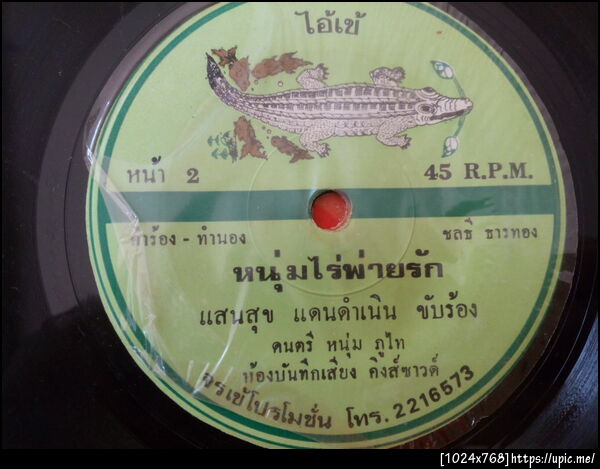 ไอ้เข้
หน้า 2
45 R.P.M.
คำร้อง - ทำนอง
ชลธี ธารทอง
หนุ่มไร่พ่ายรัก
แสนสุข แดนดำเนิน ขับร้อง
ดนตรี หนุ่ม ภูไท
ห้องบันทึกเสียง คิงส์ซาวด์
จรเข้โปรโมชั่น โทร. 2216573
[1024x768]https://upic.me/